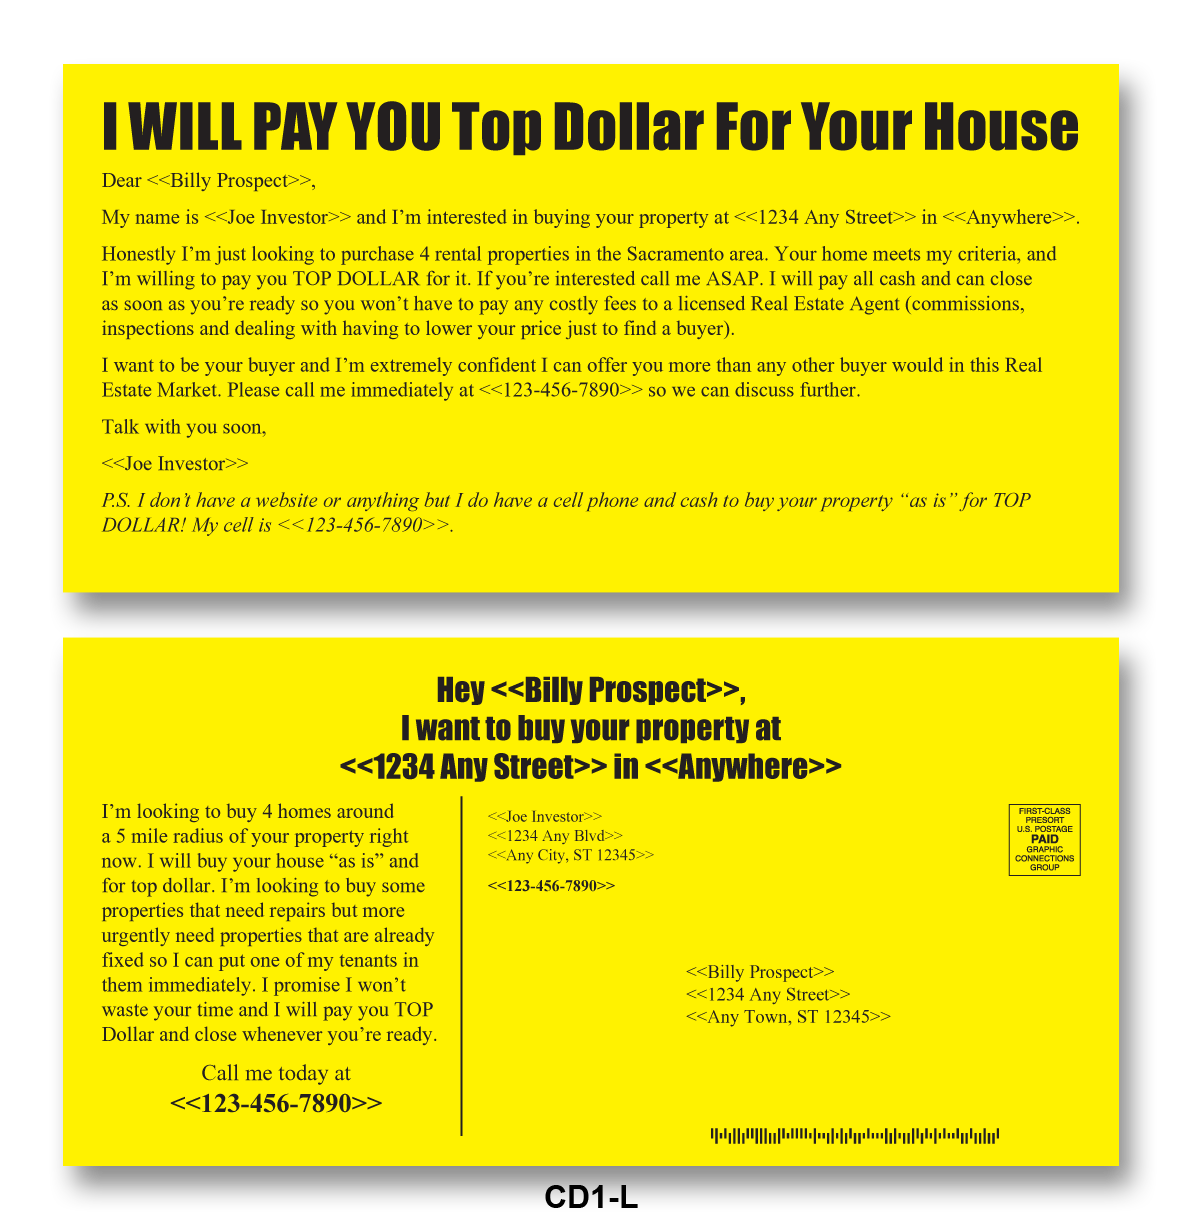 I WILL PAY YOU Top Dollar For Your House
Dear <<Billy Prospect>>,
My name is <<Joe Investor>> and I’m interested in buying your property at <<1234 Any Street>> in <<Anywhere>>.
Honestly I’m just looking to purchase 4 rental properties in the Sacramento area. Your home meets my criteria, and
I’m willing to pay you TOP DOLLAR for it. If you’re interested call me ASAP. I will pay all cash and can close
as soon as you’re ready so you won’t have to pay any costly fees to a licensed Real Estate Agent (commissions,
inspections and dealing with having to lower your price just to find a buyer).
I want to be your buyer and I’m extremely confident I can offer you more than any other buyer would in this Real
Estate Market. Please call me immediately at <<123-456-7890>> so we can discuss further.
Talk with you soon,
<<Joe Investor>>
P.S. I don’t have a website or anything but I do have a cell phone and cash to buy your property “as is” for TOP
DOLLAR! My cell is <<123-456-7890>>.
Hey <<Billy Prospect>>,
I want to buy your property at
<<1234 Any Street>> in <<Anywhere>>
I’m looking to buy 4 homes around
a 5 mile radius of your property right
now. I will buy your house “as is” and
for top dollar. I’m looking to buy some
properties that need repairs but more
urgently need properties that are already
fixed so I can put one of my tenants in
them immediately. I promise I won’t
waste your time and I will pay you TOP
Dollar and close whenever you’re ready.
Call me today at
<<123-456-7890>>
<<Joe Investor>>
<<1234 Any Blvd>>
<<Any City, ST 12345>>
<<123-456-7890>>
FIRST-CLASS
PRESORT
U.S. POSTAGE
PAID
GRAPHIC
CONNECTIONS
GROUP
<<Billy Prospect>>
<<1234 Any Street>>
<<Any Town, ST 12345>>
CD1-L